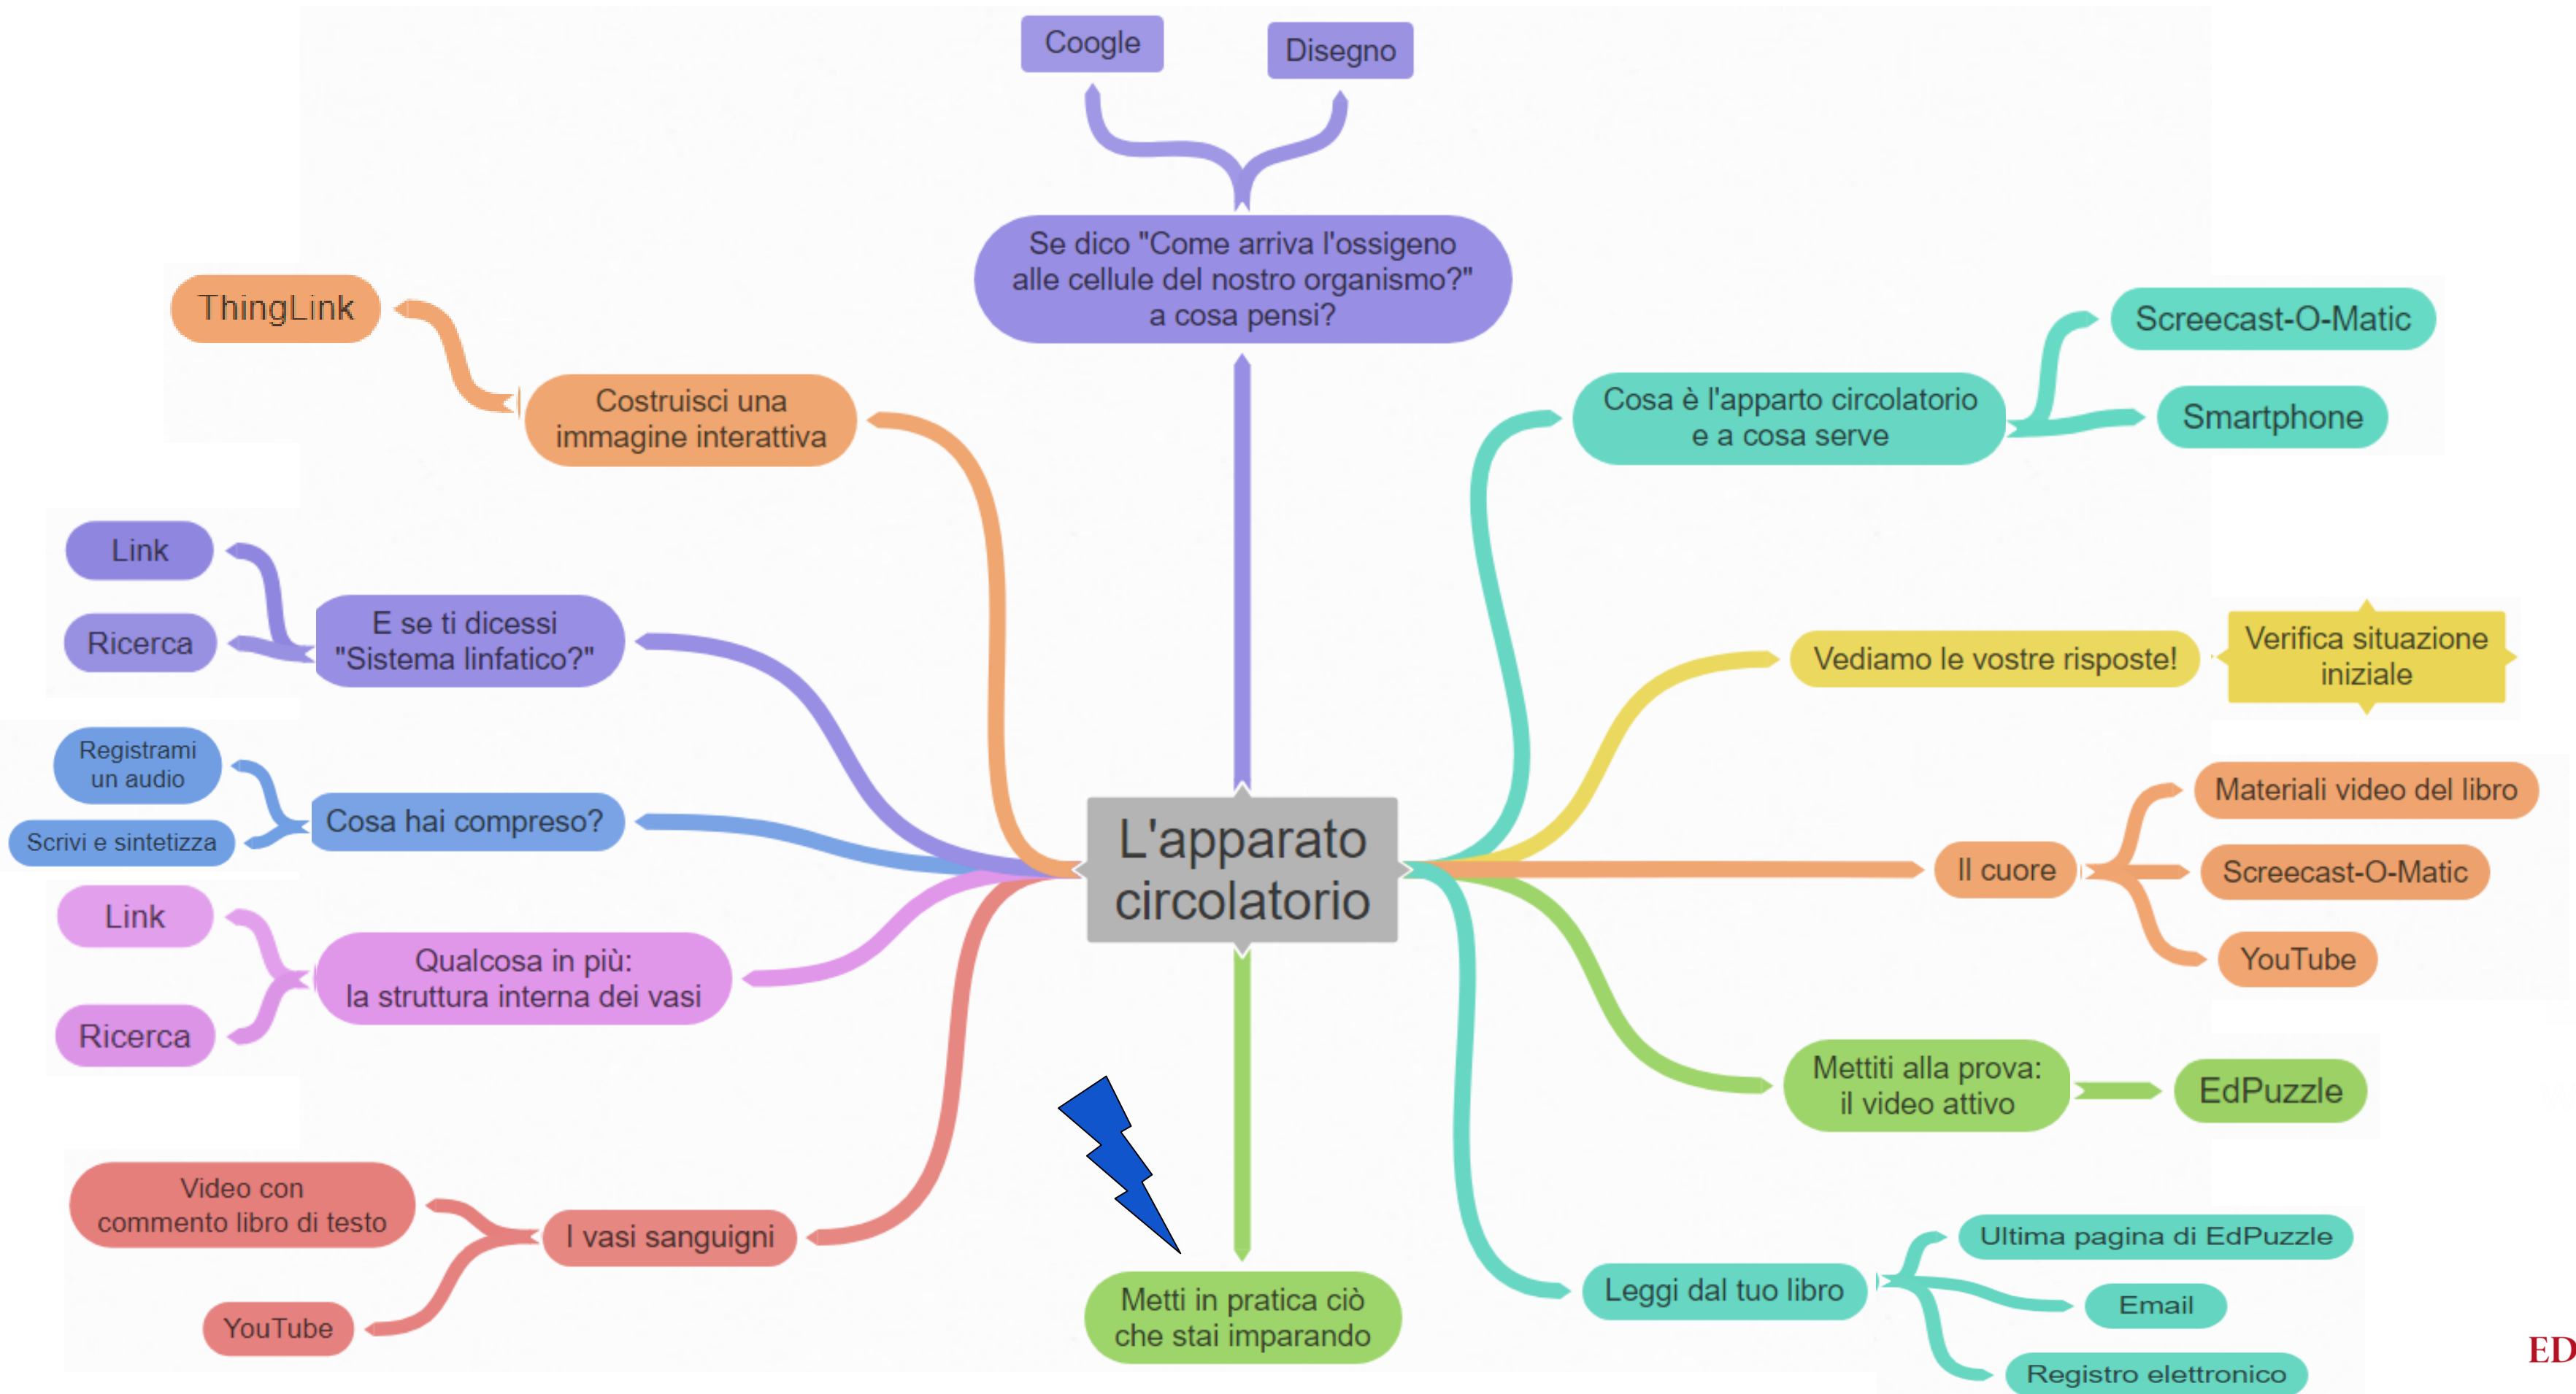 Coogle
Disegno
Se dico "Come arriva l'ossigeno
alle cellule del nostro organismo?"
a cosa pensi?
ThingLink
Costruisci una
immagine interattiva
Cosa è l'apparto circolatorio
e a cosa serve
Screecast-O-Matic
Smartphone
Link
Ricerca
E se ti dicessi
"Sistema linfatico?"
Vediamo le vostre risposte!
Verifica situazione
iniziale
Registrami
un audio
Scrivi e sintetizza
Cosa hai compreso?
L'apparato
circolatorio
Il cuore
Materiali video del libro
Screecast-O-Matic
YouTube
Link
Ricerca
Qualcosa in più:
la struttura interna dei vasi
Mettiti alla prova:
il video attivo
EdPuzzle
Video con
commento libro di testo
YouTube
I vasi sanguigni
Metti in pratica ciò
che stai imparando
Leggi dal tuo libro
Ultima pagina di EdPuzzle
Email
Registro elettronico
ED